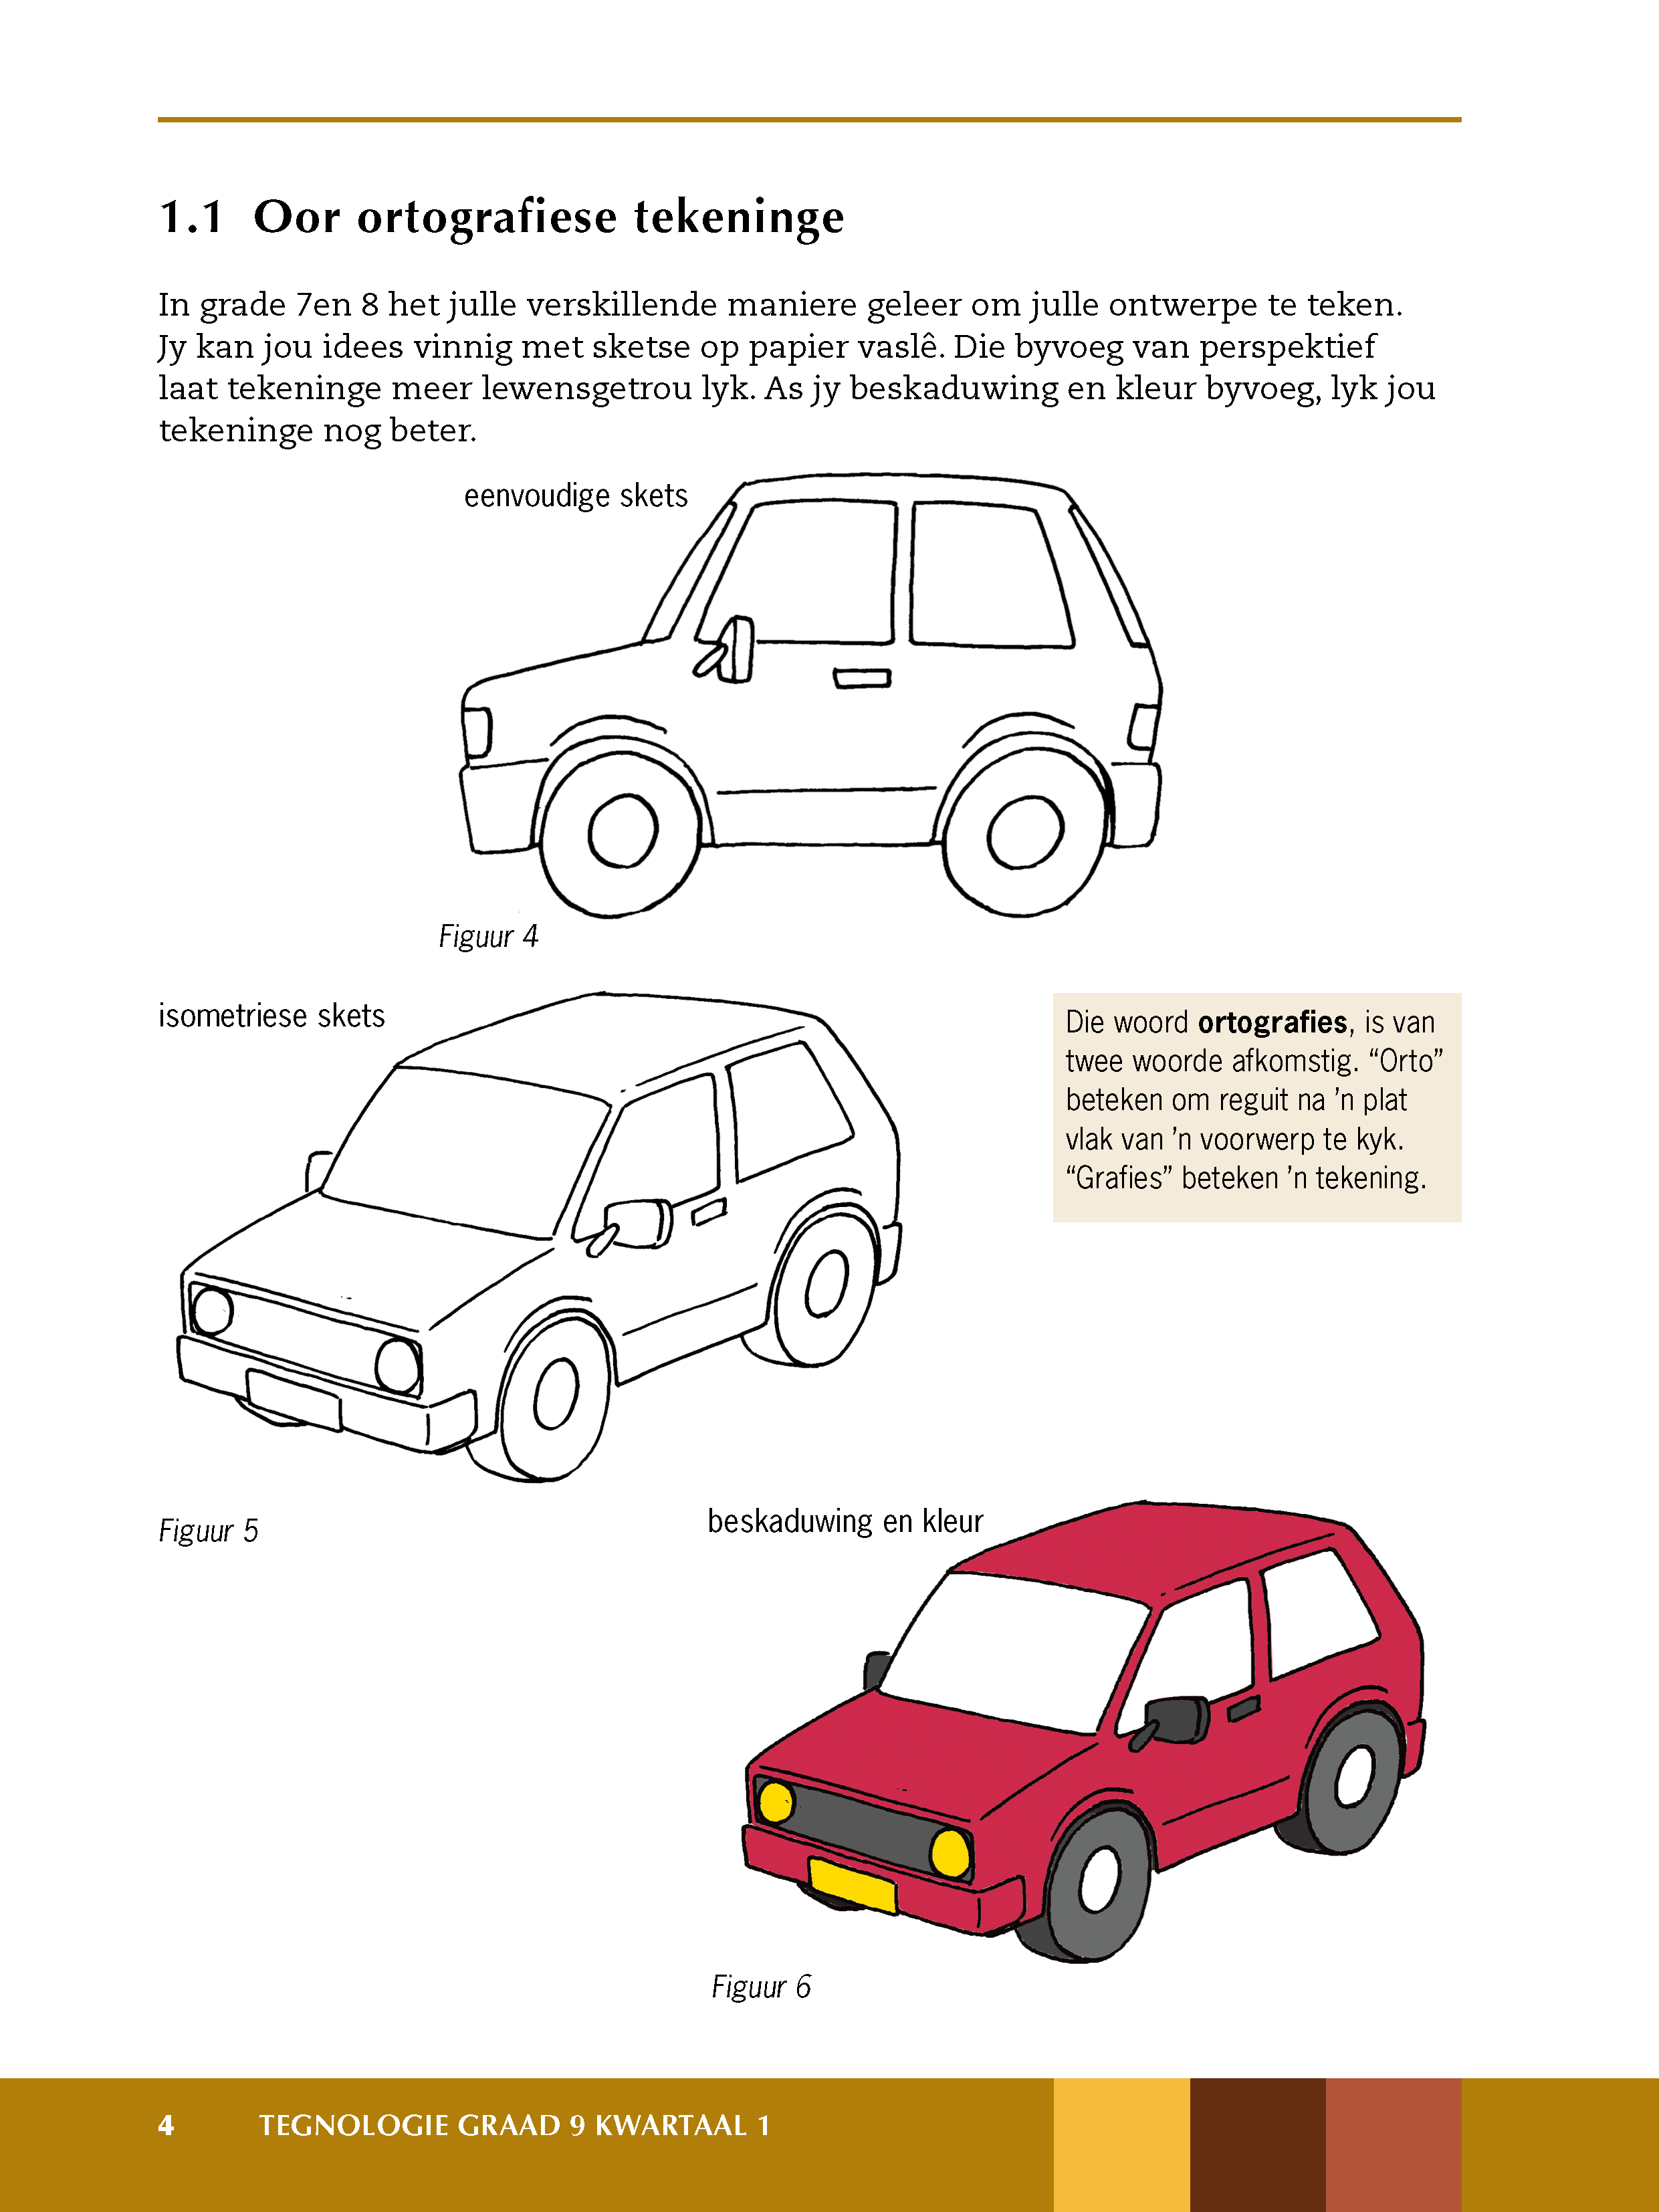 1.1 Oor ortografiese tekeninge
In grade 7en 8 het julle verskillende maniere geleer om julle ontwerpe te teken.
Jy kan jou idees vinnig met sketse op papier vaslê. Die byvoeg van perspektief
laat tekeninge meer lewensgetrou lyk. As jy beskaduwing en kleur byvoeg, lyk jou
tekeninge nog beter.
eenvoudige skets
Figuur 4
isometriese skets
Die woord ortografies, is van
twee woorde afkomstig. “Orto”
beteken om reguit na ’n plat
vlak van ’n voorwerp te kyk.
“Grafies” beteken ’n tekening.
Figuur 5
beskaduwing en kleur
Figuur 6
4 TEGNOLOGIE GRAAD 9 KWARTAAL 1